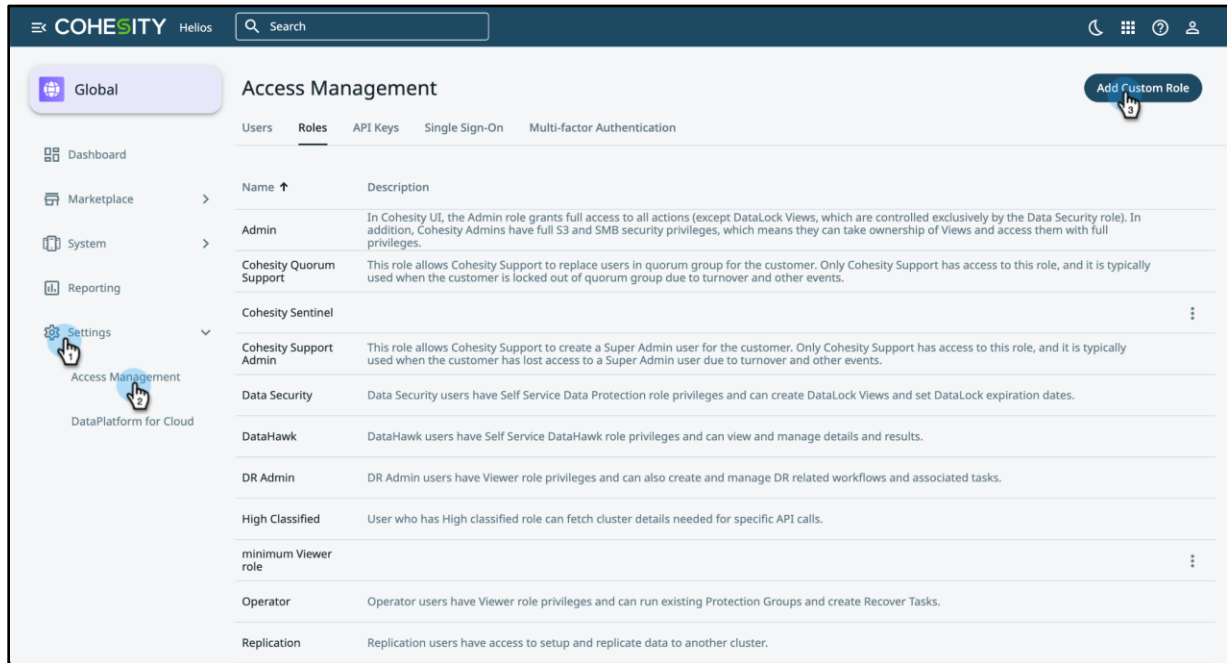 COHESITY Helios Search
Global
Access Management
Add Custom Role
3
Users Roles API Keys Single Sign-On Multi-factor Authentication
Dashboard
Marketplace
System
Reporting
Settings
1
Access Management
2
DataPlatform for Cloud
Name Description
Admin
In Cohesity UI, the Admin role grants full access to all actions (except DataLock Views, which are controlled exclusively by the Data Security role). In
addition, Cohesity Admins have full S3 and SMB security privileges, which means they can take ownership of Views and access them with full
privileges.
Cohesity Quorum
Support
This role allows Cohesity Support to replace users in quorum group for the customer. Only Cohesity Support has access to this role, and it is typically
used when the customer is locked out of quorum group due to turnover and other events.
Cohesity Sentinel
Cohesity Support
Admin
This role allows Cohesity Support to create a Super Admin user for the customer. Only Cohesity Support has access to this role, and it is typically
used when the customer has lost access to a Super Admin user due to turnover and other events.
Data Security
Data Security users have Self Service Data Protection role privileges and can create DataLock Views and set DataLock expiration dates.
DataHawk
DataHawk users have Self Service DataHawk role privileges and can view and manage details and results.
DR Admin
DR Admin users have Viewer role privileges and can also create and manage DR related workflows and associated tasks.
High Classified
User who has High classified role can fetch cluster details needed for specific API calls.
minimum Viewer
role
Operator
Operator users have Viewer role privileges and can run existing Protection Groups and create Recover Tasks.
Replication
Replication users have access to setup and replicate data to another cluster.